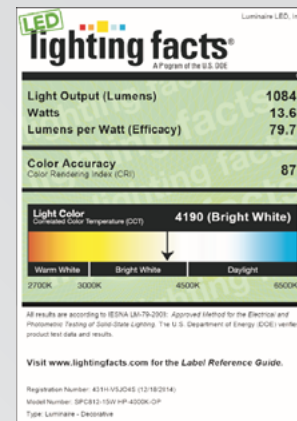 LED
Luminaire LED, in
lighting facts®
A Program of the U.S. DOE
Light Output (Lumens) 1084
Watts 13.6
Lumens per Watt (Efficacy) 79.7
Color Accuracy 87
Color Rendering Index (CRI)
Light Color 4190 (Bright White)
Correlated Color Temperature (CCT)
Warm White Bright White Daylight
2700K 3000K 4500K 6500K
All results are according to IESNA LM-79-2008: Approved Method for the Electrical and
Photometric Testing of Solid-State Lighting. The U.S. Department of Energy (DOE) verifie
product test data and results.
Visit www.lightingfacts.com for the Label Reference Guide.
Registration Number: (12/18/2014)
Model Number: SPC812-15W HP-4000K-OP
Type: Luminaire - Decorative